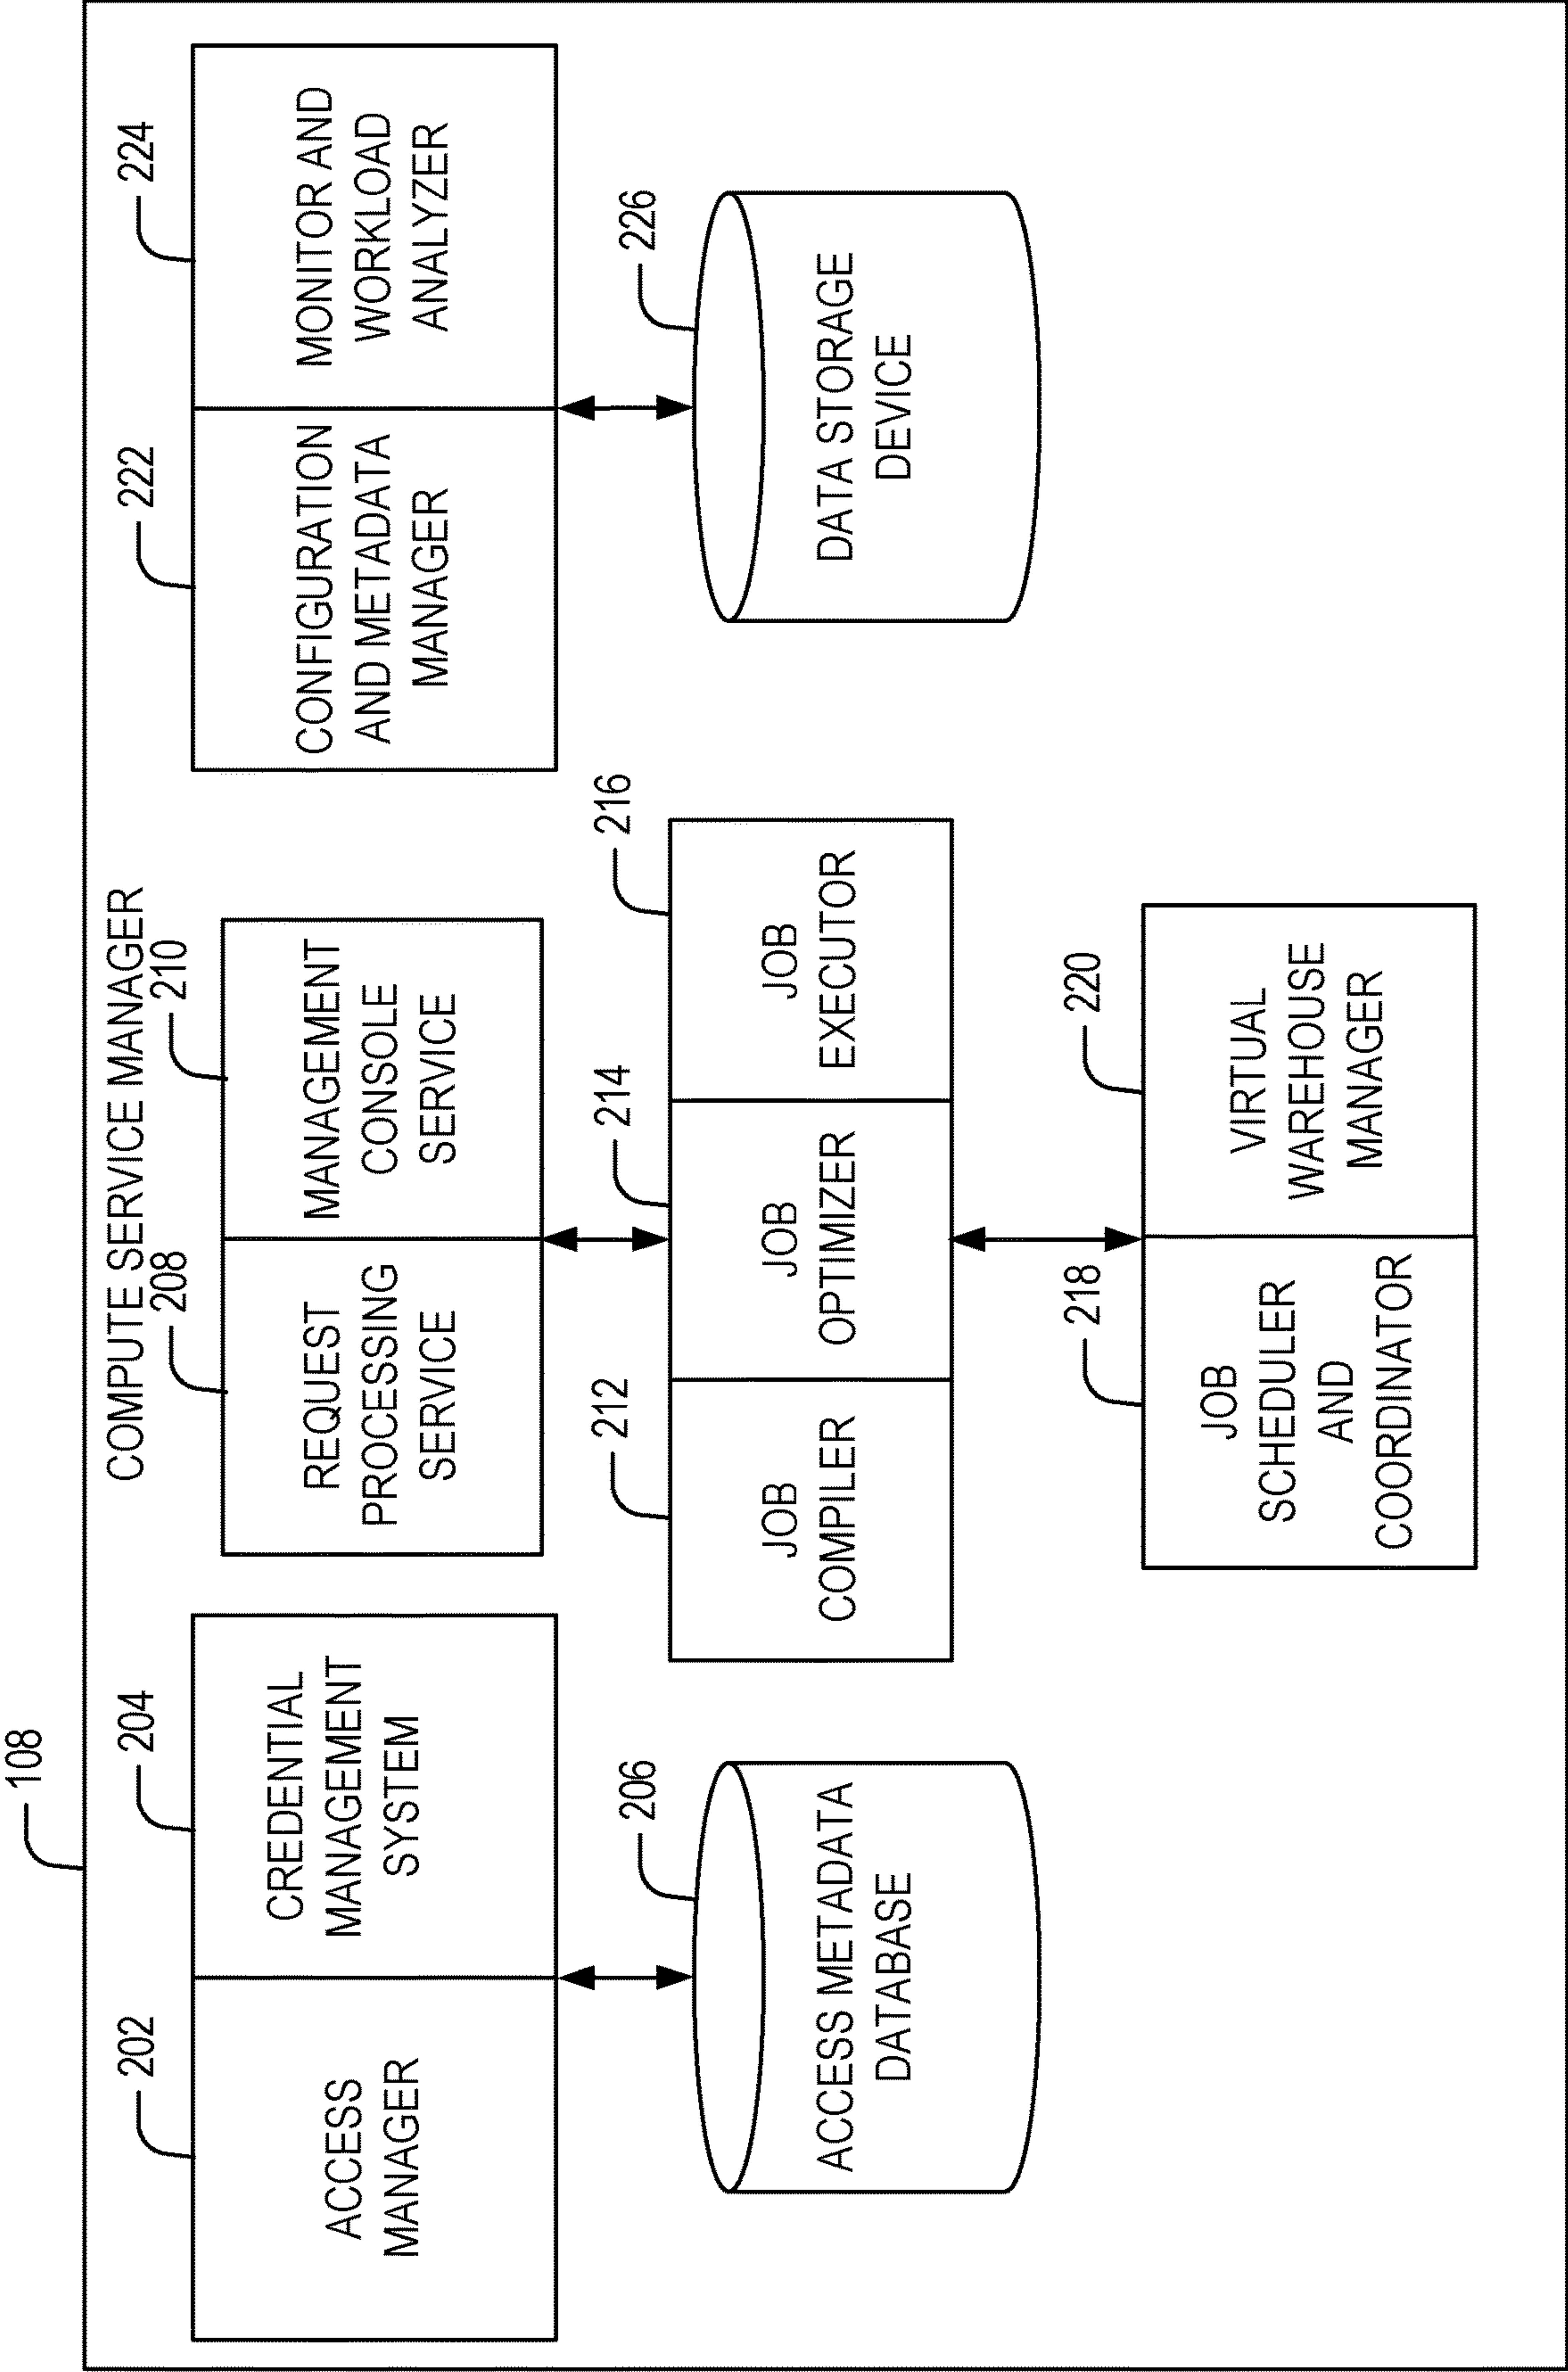 108
COMPUTE SERVICE MANAGER
202
ACCESS
MANAGER
204
CREDENTIAL
MANAGEMENT
SYSTEM
206
ACCESS METADATA
DATABASE
208
REQUEST
PROCESSING
SERVICE
210
MANAGEMENT
CONSOLE
SERVICE
212
JOB
COMPILER
214
JOB
OPTIMIZER
216
JOB
EXECUTOR
218
JOB
SCHEDULER
AND
COORDINATOR
220
VIRTUAL
WAREHOUSE
MANAGER
222
CONFIGURATION
AND METADATA
MANAGER
224
MONITOR AND
WORKLOAD
ANALYZER
226
DATA STORAGE
DEVICE